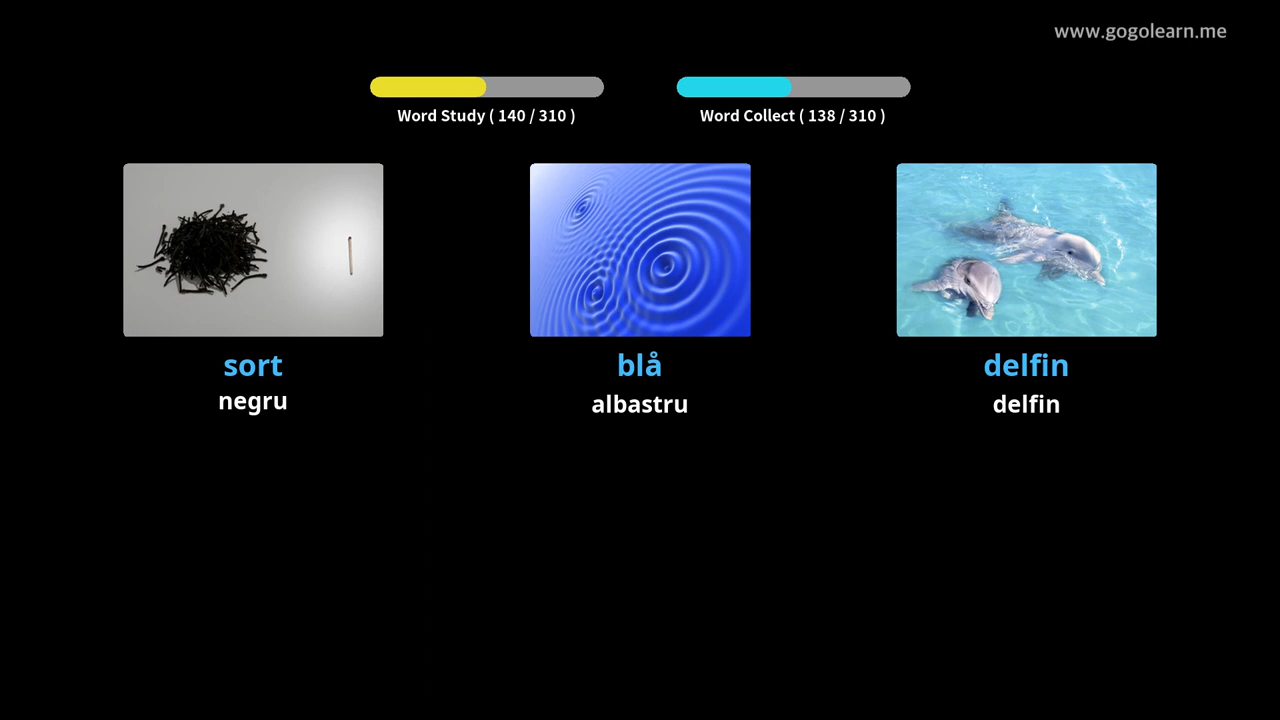 www.gogolearn.me
Word Study ( 140 / 310 )
Word Collect ( 138 / 310 )
sort
negru
blå
albastru
delfin
delfin